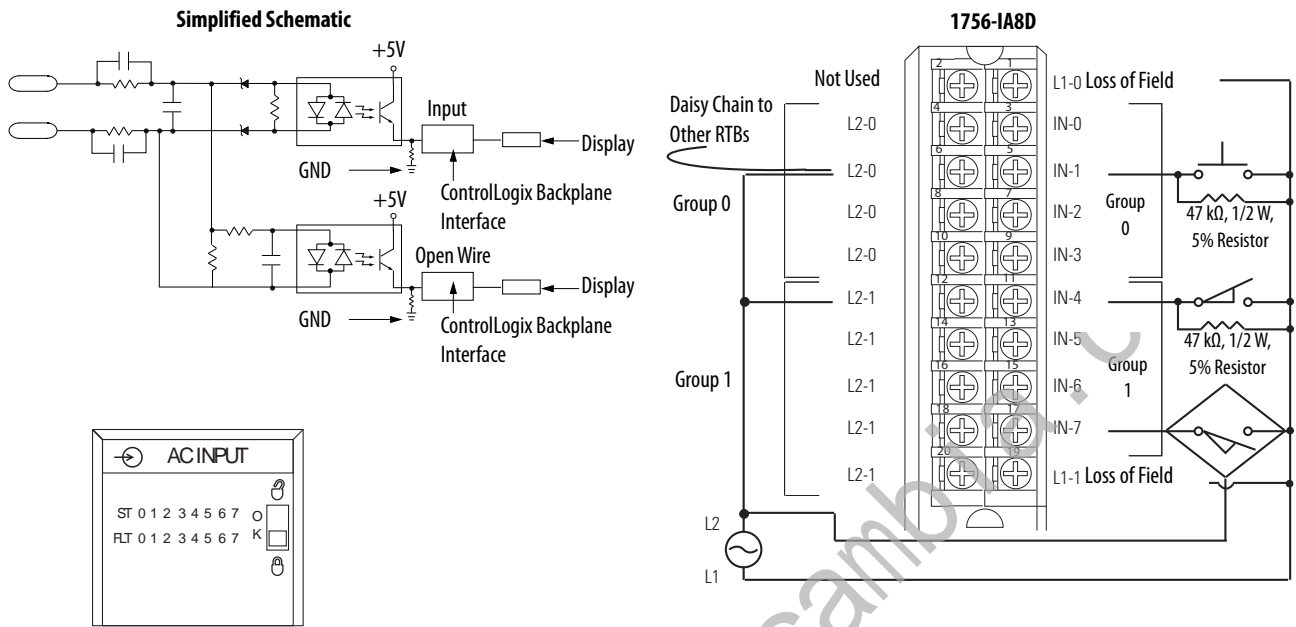 Simplified Schematic
+5V
Input
Display
GND
ControlLogix Backplane
Interface
+5V
Open Wire
Display
GND
ControlLogix Backplane
Interface
AC INPUT
ST 0 1 2 3 4 5 6 7
FLT 0 1 2 3 4 5 6 7
O
K
1756-IA8D
Not Used
2
1
L1-0 Loss of Field
Daisy Chain to
Other RTBs
L2-0
4
3
IN-0
L2-0
6
5
IN-1
Group 0
L2-0
8
7
IN-2
Group
0
47 kΩ, 1/2 W,
5% Resistor
L2-0
10
9
IN-3
L2-1
12
11
IN-4
L2-1
14
13
IN-5
47 kΩ, 1/2 W,
5% Resistor
Group 1
L2-1
16
15
IN-6
Group
1
L2-1
18
17
IN-7
L2-1
20
19
L1-1 Loss of Field
L2
L1